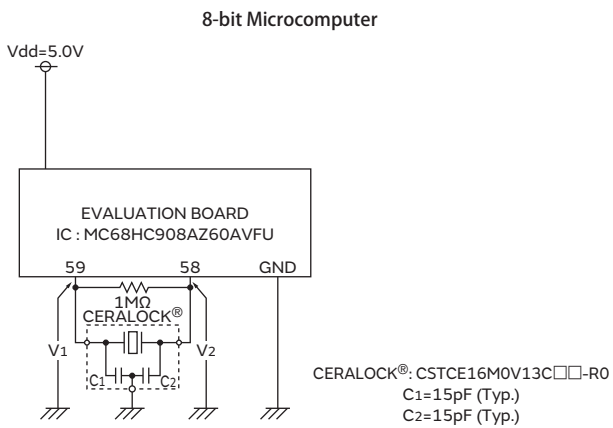 8-bit Microcomputer
Vdd=5.0V
EVALUATION BOARD
IC : MC68HC908AZ60AVFU
59 58 GND
1MΩ
CERALOCK®
V1 V2
C1 C2
CERALOCK®: CSTCE16M0V13C□□-R0
C1=15pF (Typ.)
C2=15pF (Typ.)